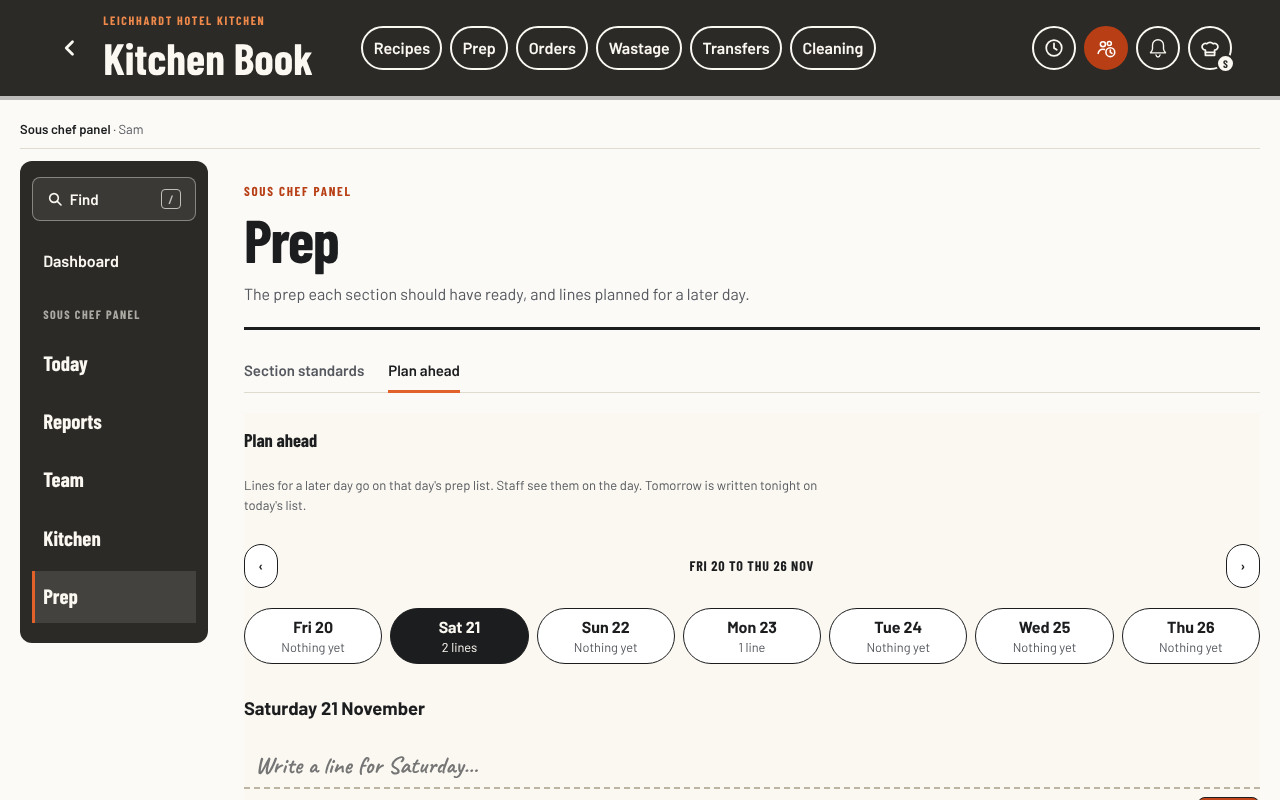 LEICHHARDT HOTEL KITCHEN
Kitchen Book
Recipes
Prep
Orders
Wastage
Transfers
Cleaning
S
Sous chef panel · Sam
Find
/
Dashboard
SOUS CHEF PANEL
Today
Reports
Team
Kitchen
Prep
SOUS CHEF PANEL
Prep
The prep each section should have ready, and lines planned for a later day.
Section standards
Plan ahead
Plan ahead
Lines for a later day go on that day's prep list. Staff see them on the day. Tomorrow is written tonight on
today's list.
‹
FRI 20 TO THU 26 NOV
›
Fri 20
Nothing yet
Sat 21
2 lines
Sun 22
Nothing yet
Mon 23
1 line
Tue 24
Nothing yet
Wed 25
Nothing yet
Thu 26
Nothing yet
Saturday 21 November
Write a line for Saturday...